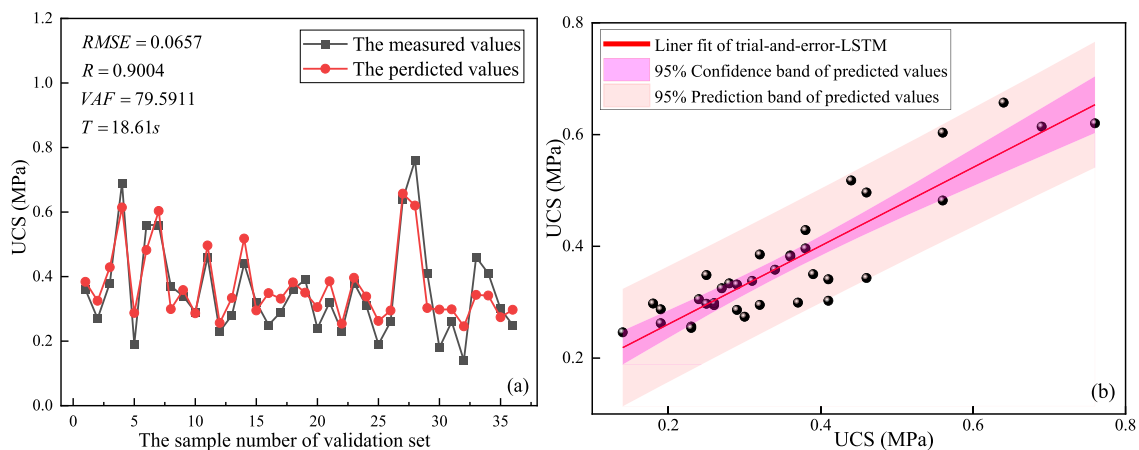 RMSE = 0.0657
R = 0.9004
VAF = 79.5911
T = 18.61s
The measured values
The perdicted values
1.2
1.0
0.8
0.6
0.4
0.2
0.0
UCS (MPa)
0 5 10 15 20 25 30 35
The sample number of validation set
(a)
Liner fit of trial-and-error-LSTM
95% Confidence band of predicted values
95% Prediction band of predicted values
0.8
0.6
0.4
0.2
UCS (MPa)
0.2 0.4 0.6 0.8
UCS (MPa)
(b)